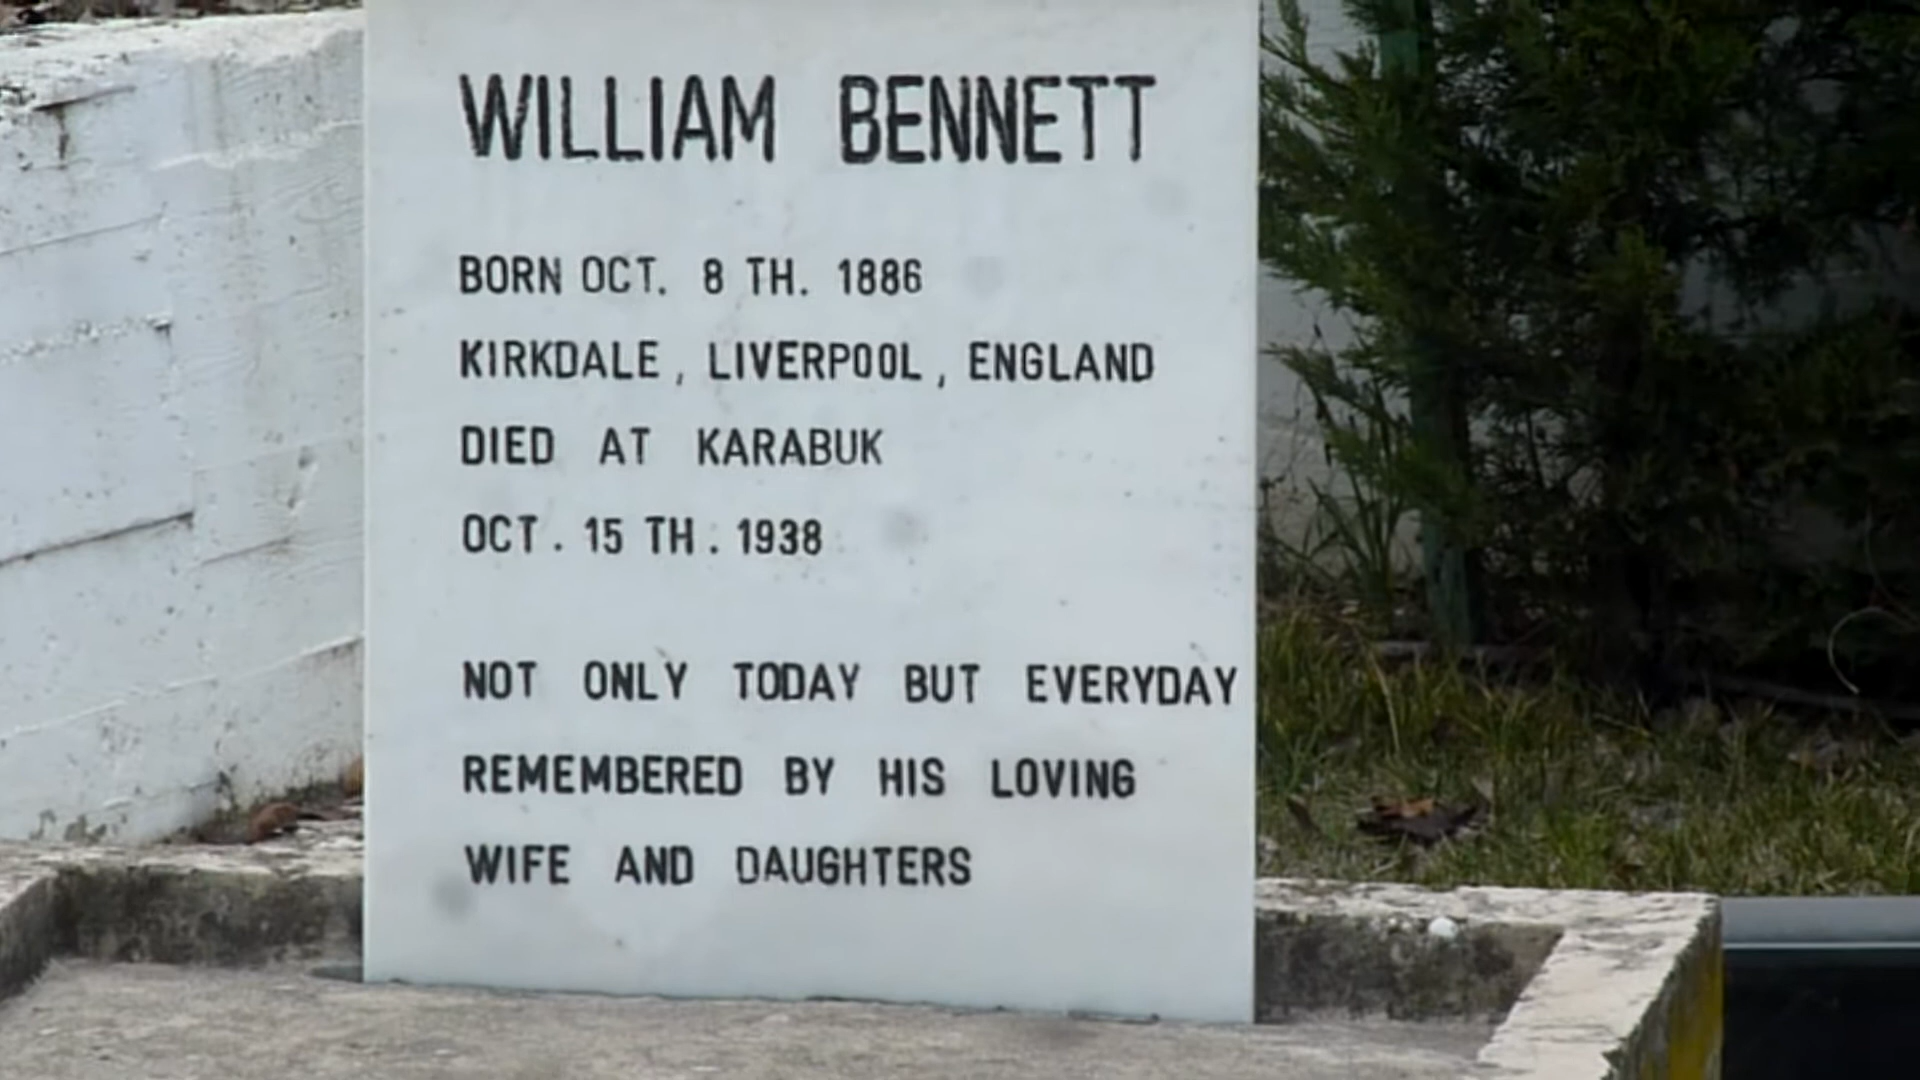 WILLIAM BENNETT
BORN OCT. 8 TH. 1886
KIRKDALE, LIVERPOOL, ENGLAND
DIED AT KARABUK
OCT. 15 TH. 1938
NOT ONLY TODAY BUT EVERYDAY
REMEMBERED BY HIS LOVING
WIFE AND DAUGHTERS